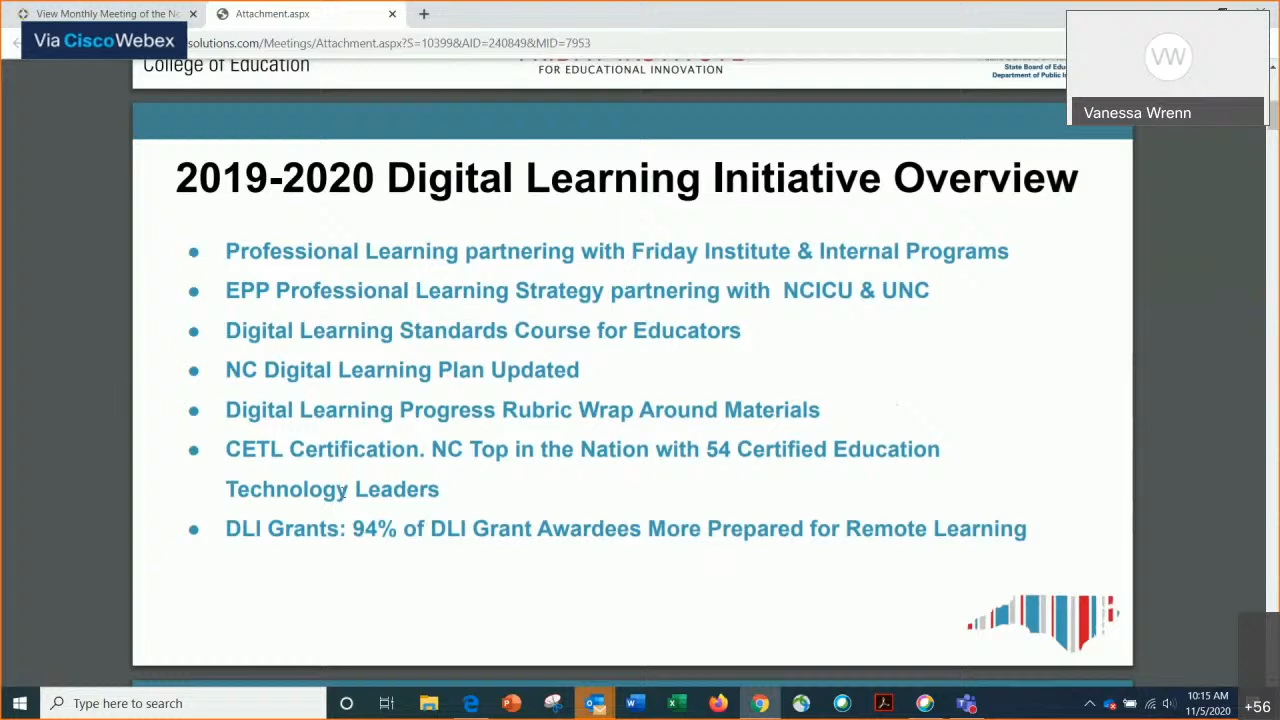 View Monthly Meeting of the No
Attachment.aspx
Via CiscoWebex
solutions.com/Meetings/Attachment.aspx?S=10399&AID=240849&MID=7953
VW
Vanessa Wrenn
College of Education
FOR EDUCATIONAL INNOVATION
State Board of Edu
Department of Public I
2019-2020 Digital Learning Initiative Overview
• Professional Learning partnering with Friday Institute & Internal Programs
• EPP Professional Learning Strategy partnering with NCICU & UNC
• Digital Learning Standards Course for Educators
• NC Digital Learning Plan Updated
• Digital Learning Progress Rubric Wrap Around Materials
• CETL Certification. NC Top in the Nation with 54 Certified Education
Technology Leaders
• DLI Grants: 94% of DLI Grant Awardees More Prepared for Remote Learning
Type here to search
10:15 AM
11/5/2020
+56